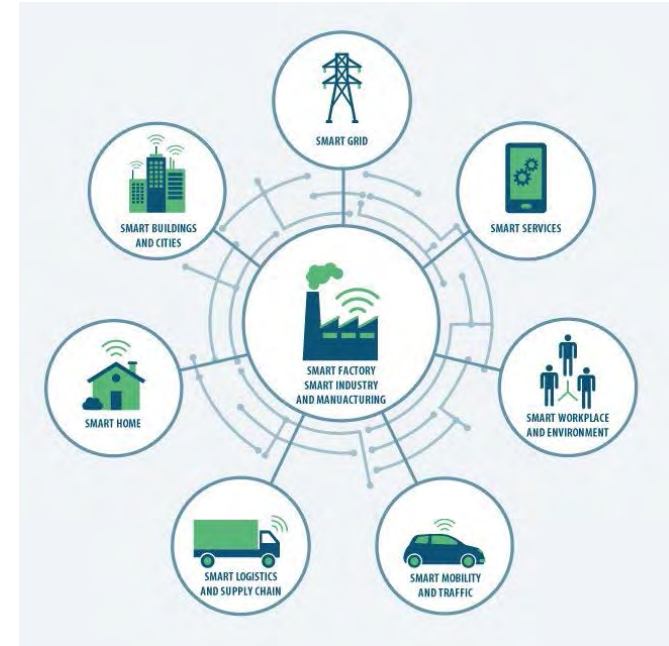 SMART GRID
SMART BUILDINGS
AND CITIES
SMART SERVICES
SMART FACTORY
SMART INDUSTRY
AND MANUACTURING
SMART HOME
SMART WORKPLACE
AND ENVIRONMENT
SMART LOGISTICS
AND SUPPLY CHAIN
SMART MOBILITY
AND TRAFFIC